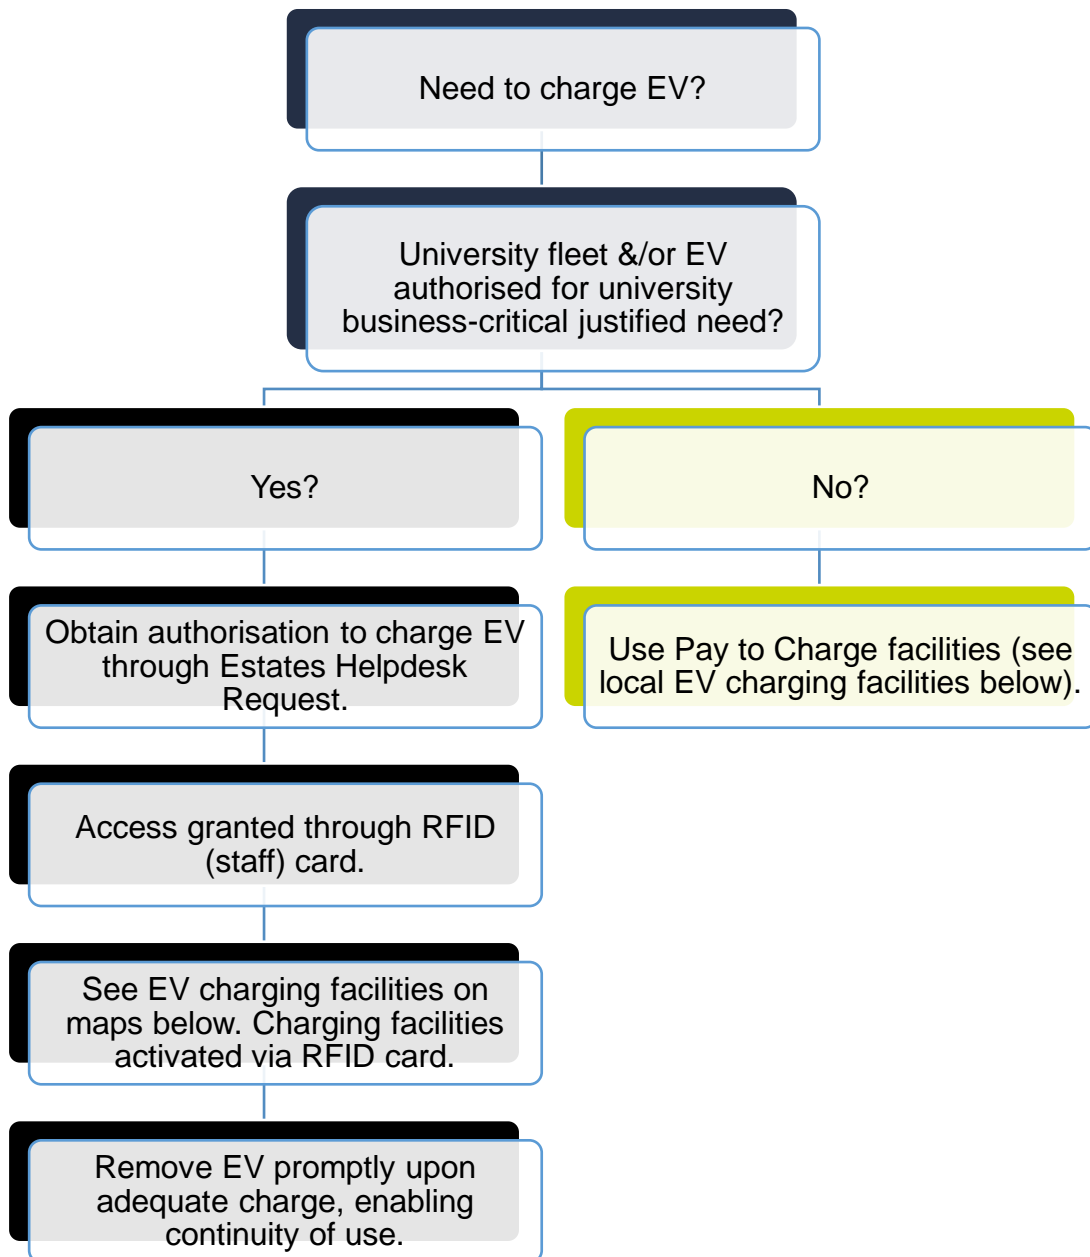 Need to charge EV?
University fleet &/or EV
authorised for university
business-critical justified need?
Yes?
No?
Obtain authorisation to charge EV
through Estates Helpdesk
Request.
Use Pay to Charge facilities (see
local EV charging facilities below).
Access granted through RFID
(staff) card.
See EV charging facilities on
maps below. Charging facilities
activated via RFID card.
Remove EV promptly upon
adequate charge, enabling
continuity of use.